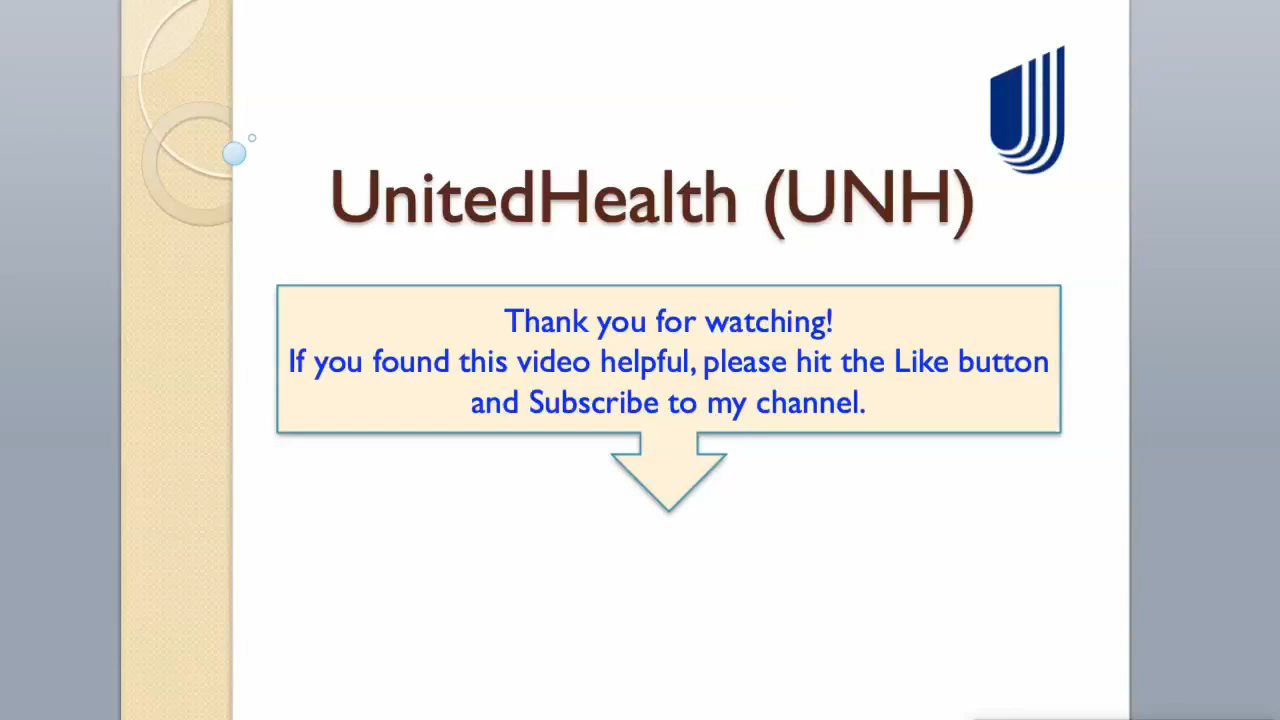 UnitedHealth (UNH)
Thank you for watching!
If you found this video helpful, please hit the Like button
and Subscribe to my channel.